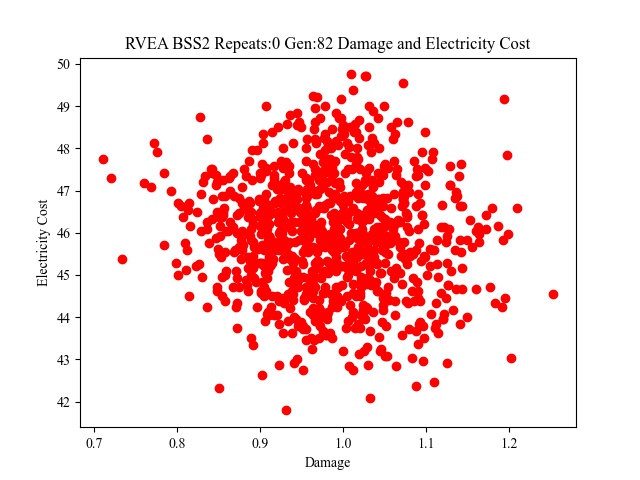 RVEA BSS2 Repeats:0 Gen:82 Damage and Electricity Cost
50
49
48
47
46
45
44
43
42
Electricity Cost
0.7 0.8 0.9 1.0 1.1 1.2
Damage